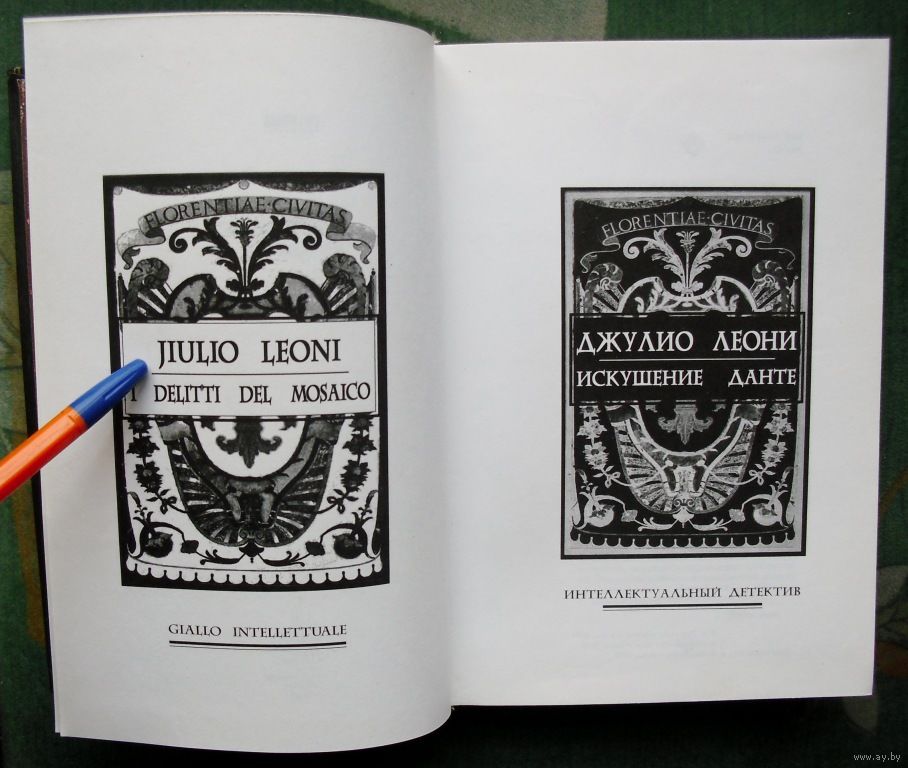 FLORENTIAE·CIVITAS
JIULIO LEONI
I DELITTI DEL MOSAICO
GIALLO INTELLETTUALE
FLORENTIAE·CIVITAS
ДЖУЛИО ЛЕОНИ
ИСКУШЕНИЕ ДАНТЕ
ИНТЕЛЛЕКТУАЛЬНЫЙ ДЕТЕКТИВ
www.ay.by